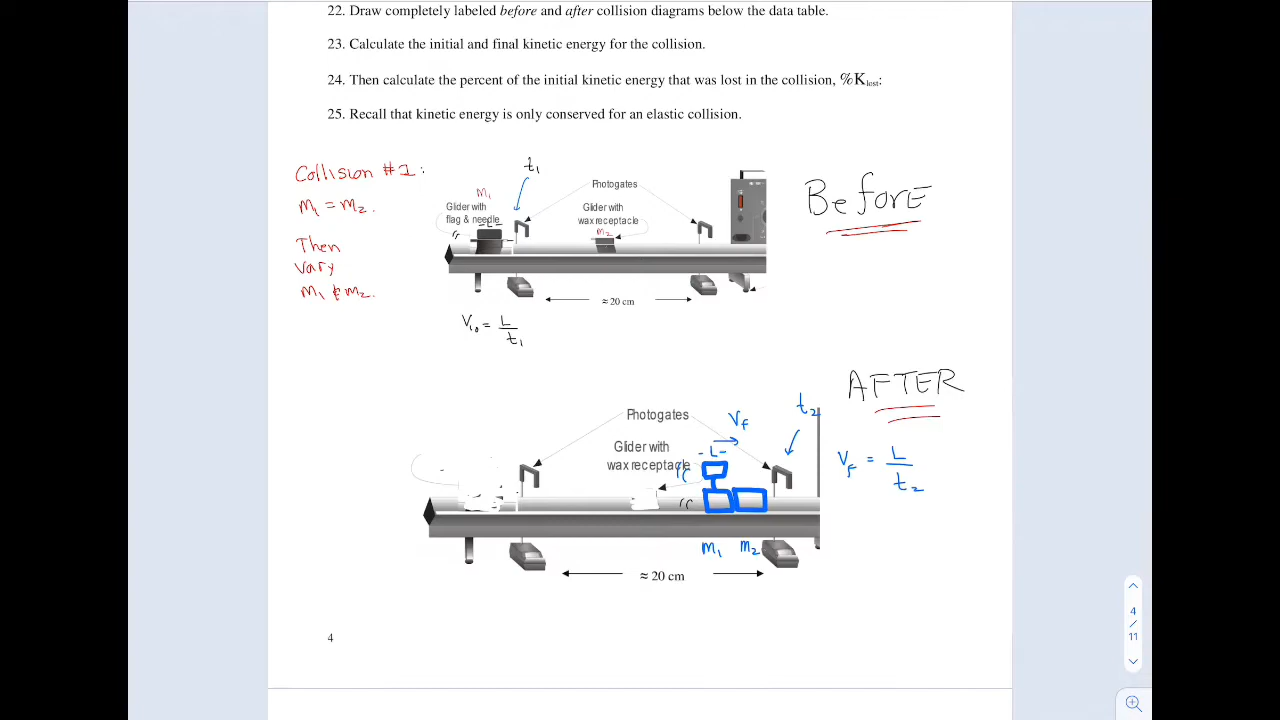 22. Draw completely labeled before and after collision diagrams below the data table.
23. Calculate the initial and final kinetic energy for the collision.
24. Then calculate the percent of the initial kinetic energy that was lost in the collision, %Klost:
25. Recall that kinetic energy is only conserved for an elastic collision.
Collision #1:
m₁ = m₂.
Then
vary
m₁ & m₂.
t₁
Photogates
m₁
Glider with
flag & needle
-L-
Glider with
wax receptacle
m₂
Before
≈ 20 cm
V₁₀ = L/t₁
AFTER
Photogates
Vf
t₂
Glider with
wax receptacle
-L-
Vf = L/t₂
m₁ m₂
≈ 20 cm
4
4
/
11